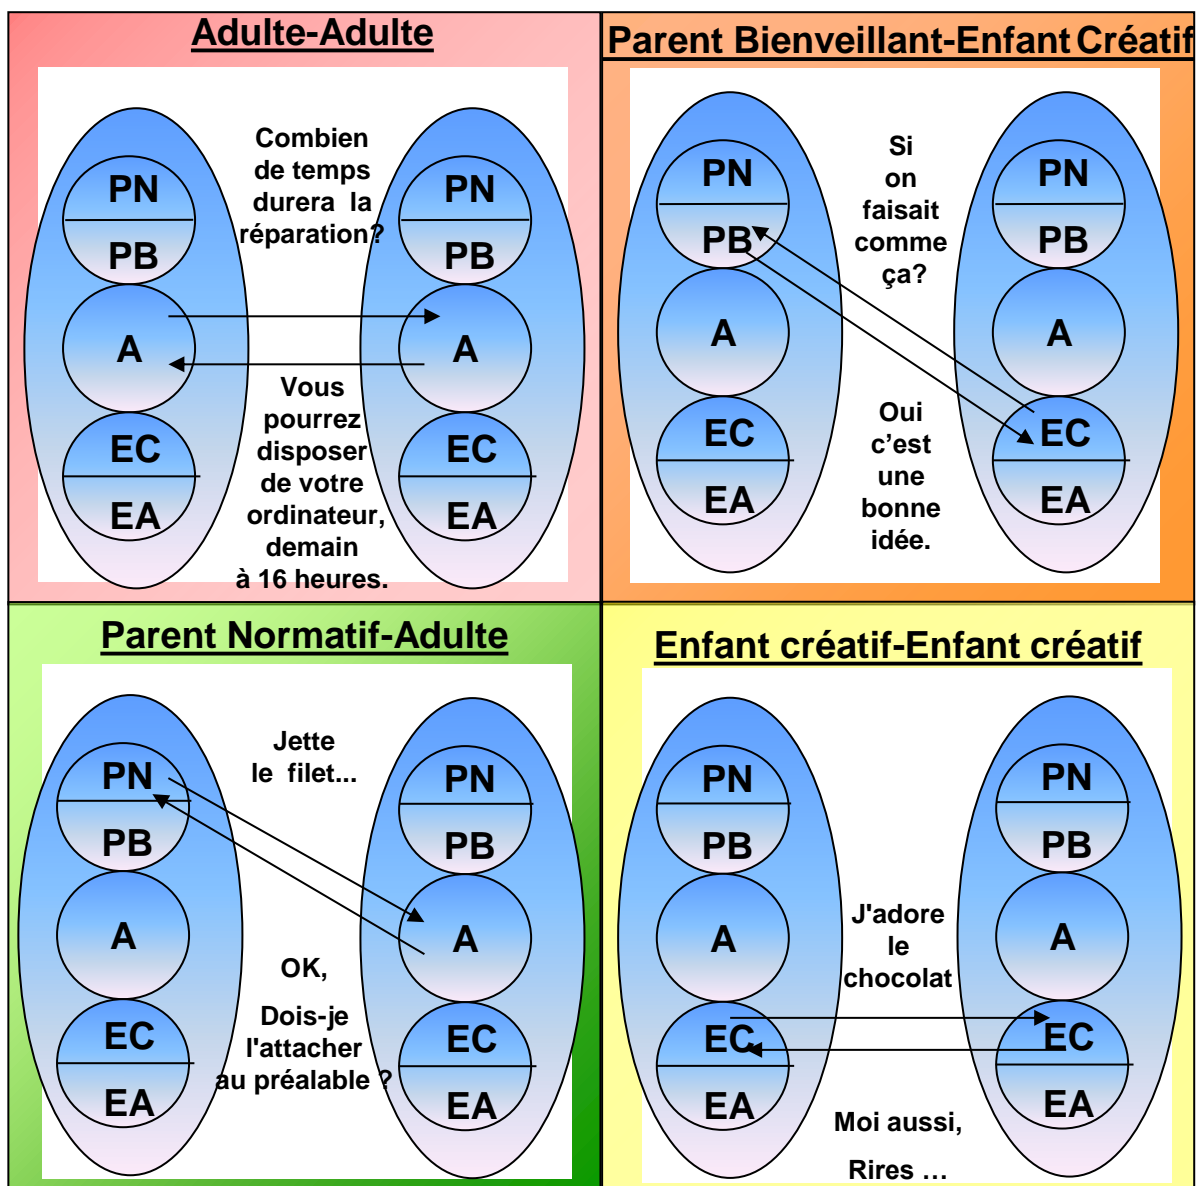 Adulte-Adulte
Combien
de temps
durera la
réparation?
PN
PB
A
EC
EA
PN
PB
A
EC
EA
Vous
pourrez
disposer
de votre
ordinateur,
demain
à 16 heures.
Parent Bienveillant-Enfant Créatif
Si
on
faisait
comme
ça?
PN
PB
A
EC
EA
PN
PB
A
EC
EA
Oui
c’est
une
bonne
idée.
Parent Normatif-Adulte
Jette
le filet...
PN
PB
A
EC
EA
PN
PB
A
EC
EA
OK,
Dois-je
l'attacher
au préalable ?
Enfant créatif-Enfant créatif
PN
PB
A
EC
EA
PN
PB
A
EC
EA
J'adore
le
chocolat
Moi aussi,
Rires …